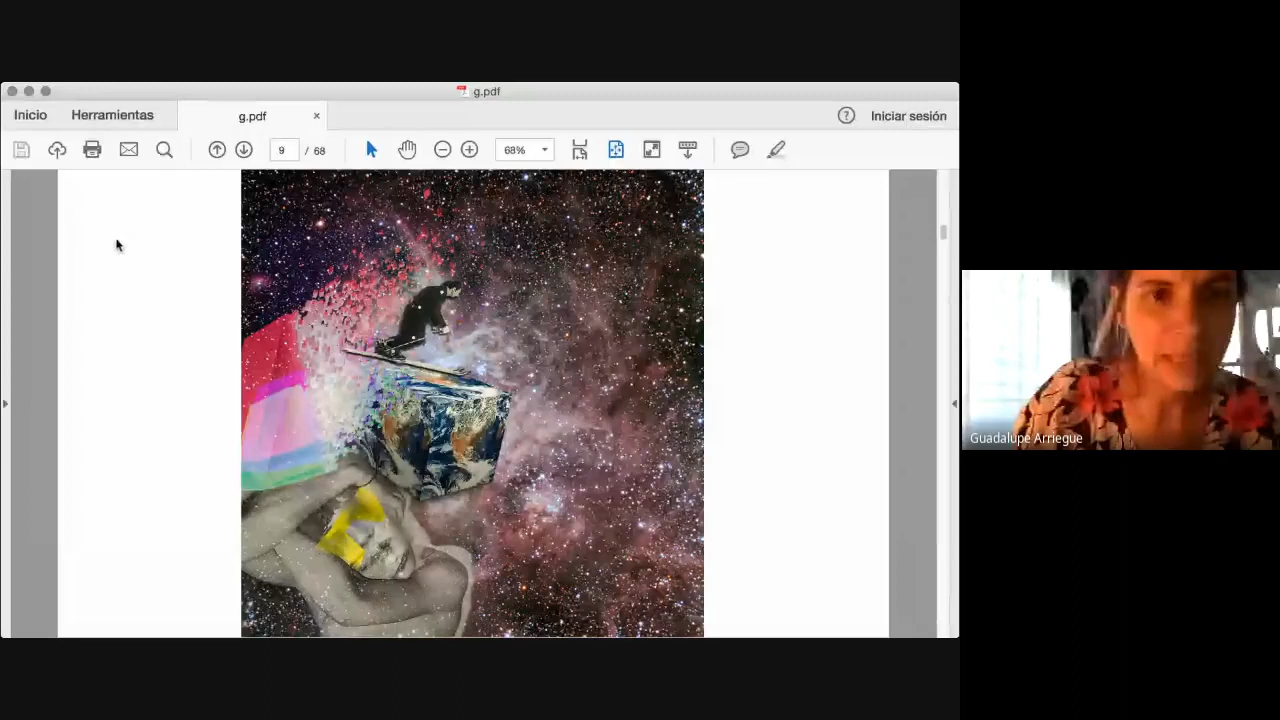 g.pdf
Inicio
Herramientas
g.pdf
Iniciar sesión
9 / 68
68%
Guadalupe Arriegue